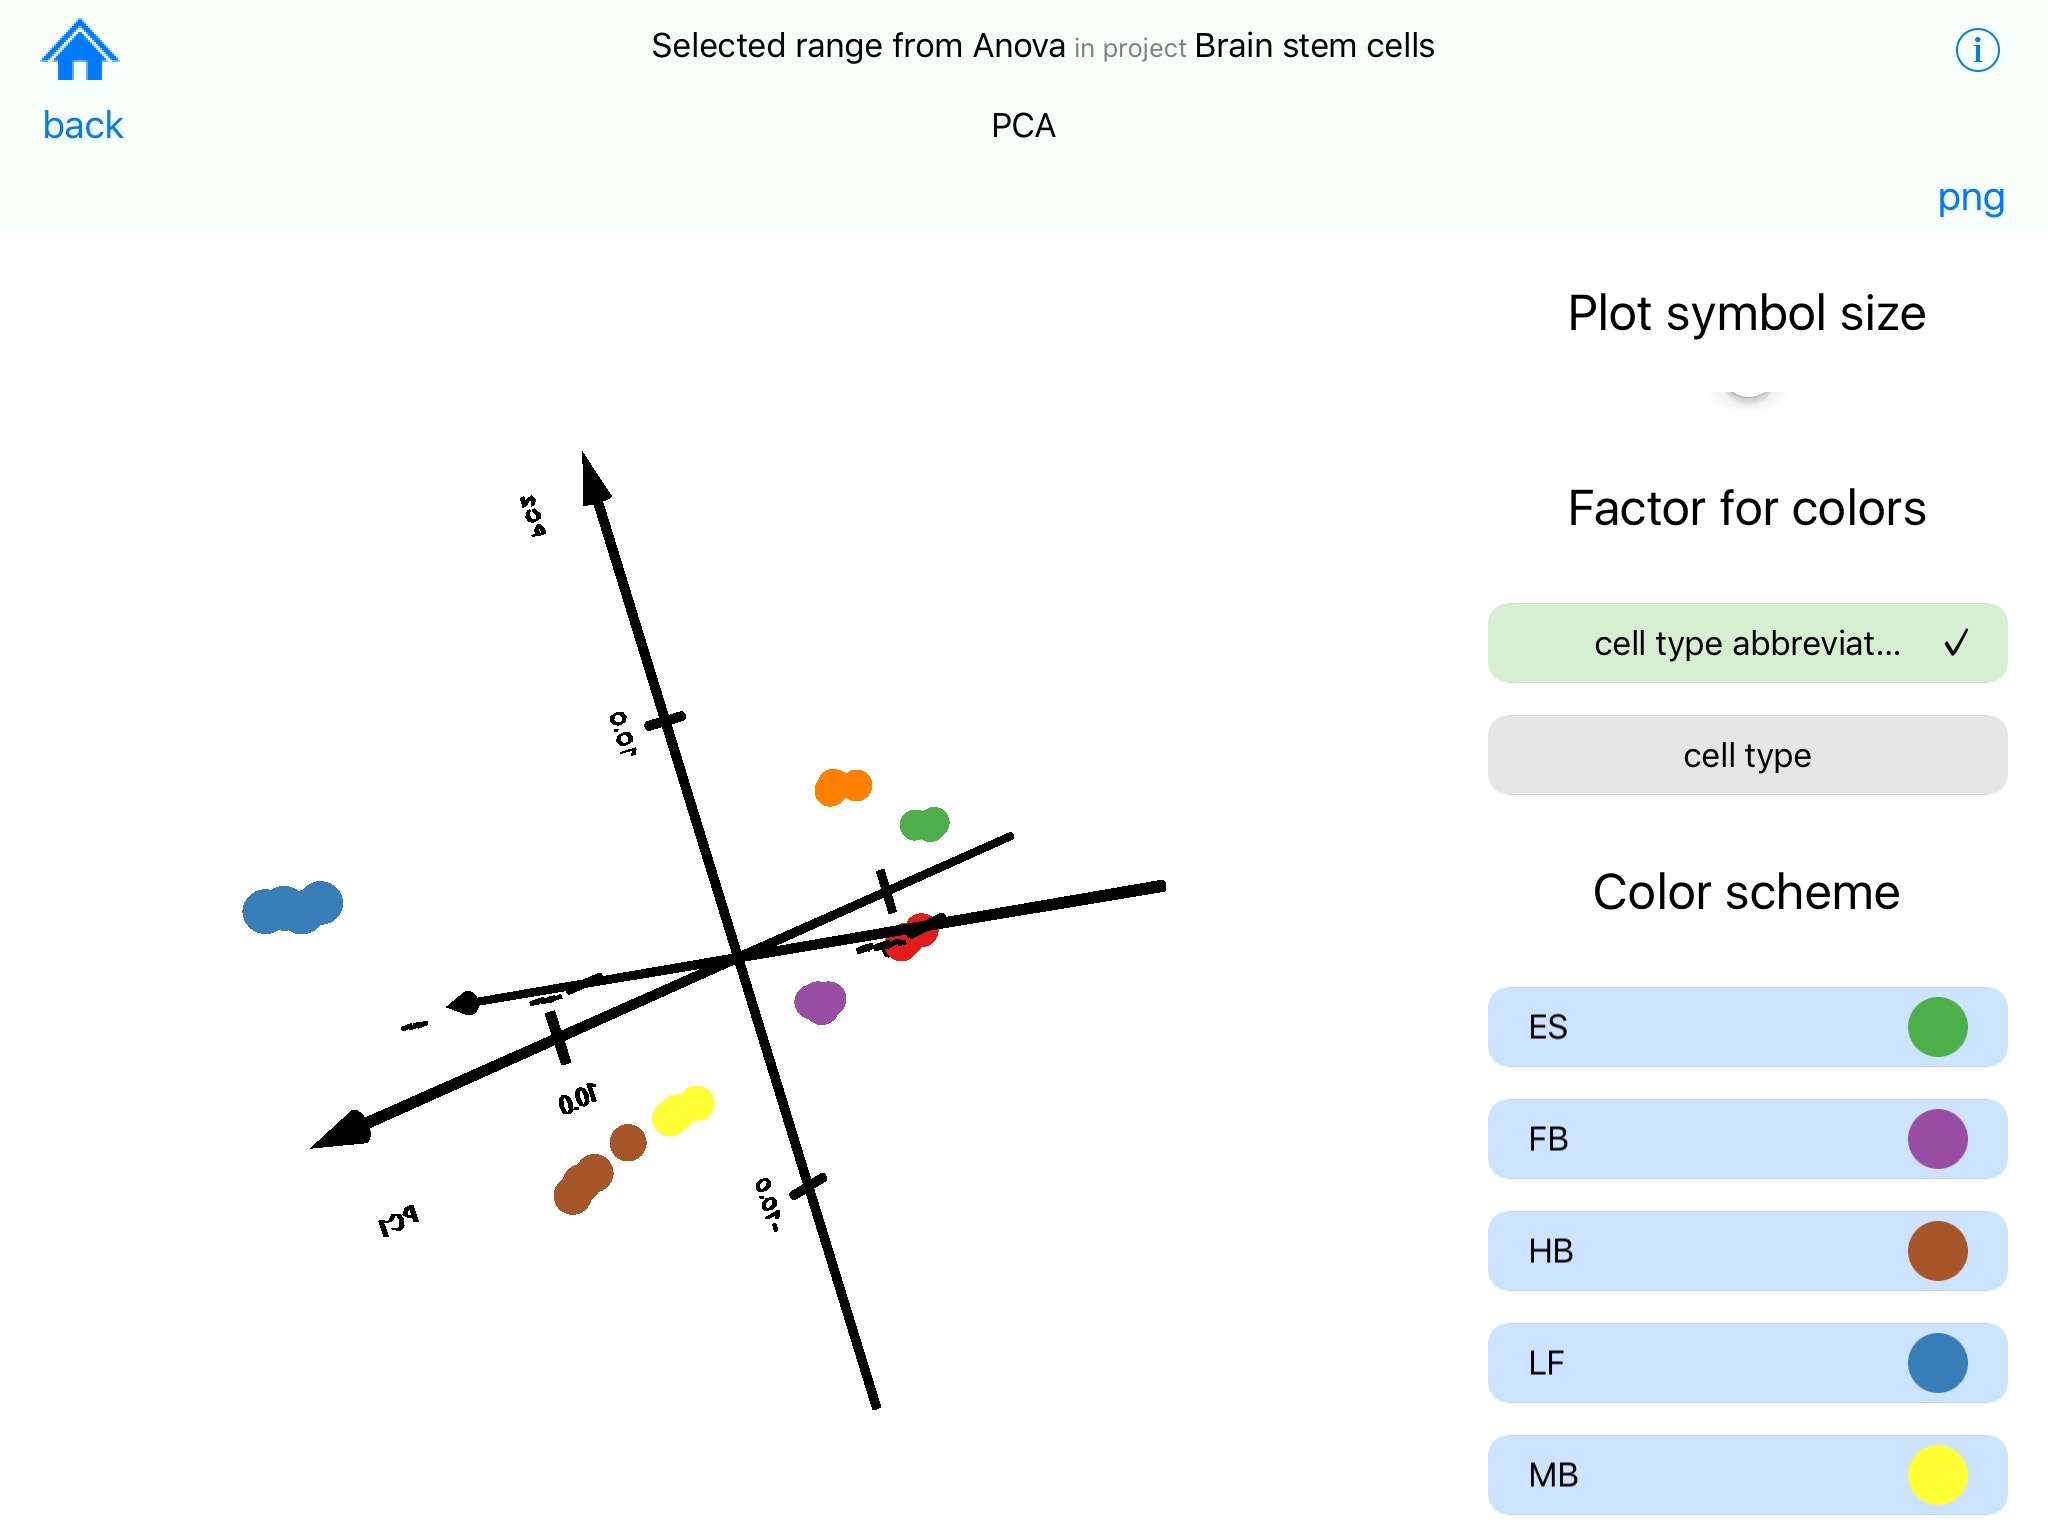 Selected range from Anova in project Brain stem cells
back
PCA
png
Plot symbol size
Factor for colors
cell type abbreviat... ✓
cell type
Color scheme
ES
FB
HB
LF
MB
PC2
10.0
10.0
PC1
-10.0